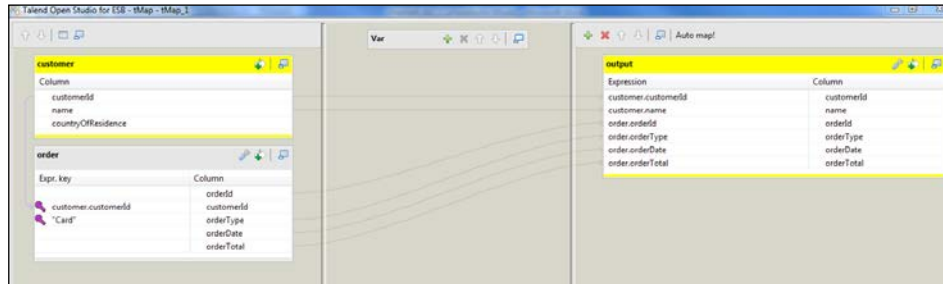 Talend Open Studio for ESB - tMap - tMap_1
Var
Auto map!
customer
Column
customerId
name
countryOfResidence
order
Expr. key
Column
orderId
customer.customerId
customerId
"Card"
orderType
orderDate
orderTotal
output
Expression
Column
customer.customerId
customerId
customer.name
name
order.orderId
orderId
order.orderType
orderType
order.orderDate
orderDate
order.orderTotal
orderTotal